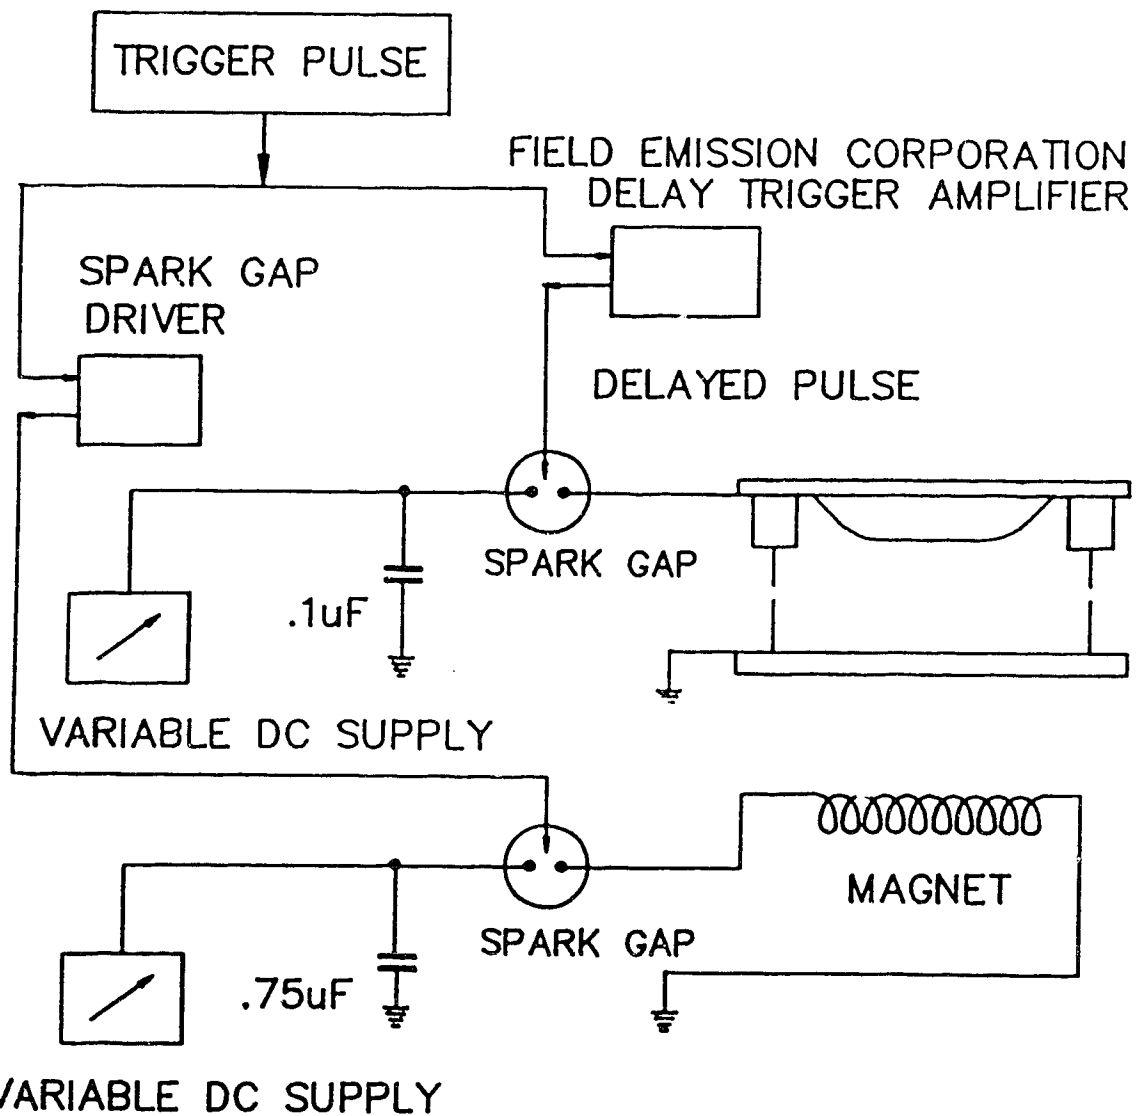 TRIGGER PULSE
FIELD EMISSION CORPORATION
DELAY TRIGGER AMPLIFIER
SPARK GAP
DRIVER
DELAYED PULSE
SPARK GAP
.1uF
VARIABLE DC SUPPLY
MAGNET
SPARK GAP
.75uF
VARIABLE DC SUPPLY